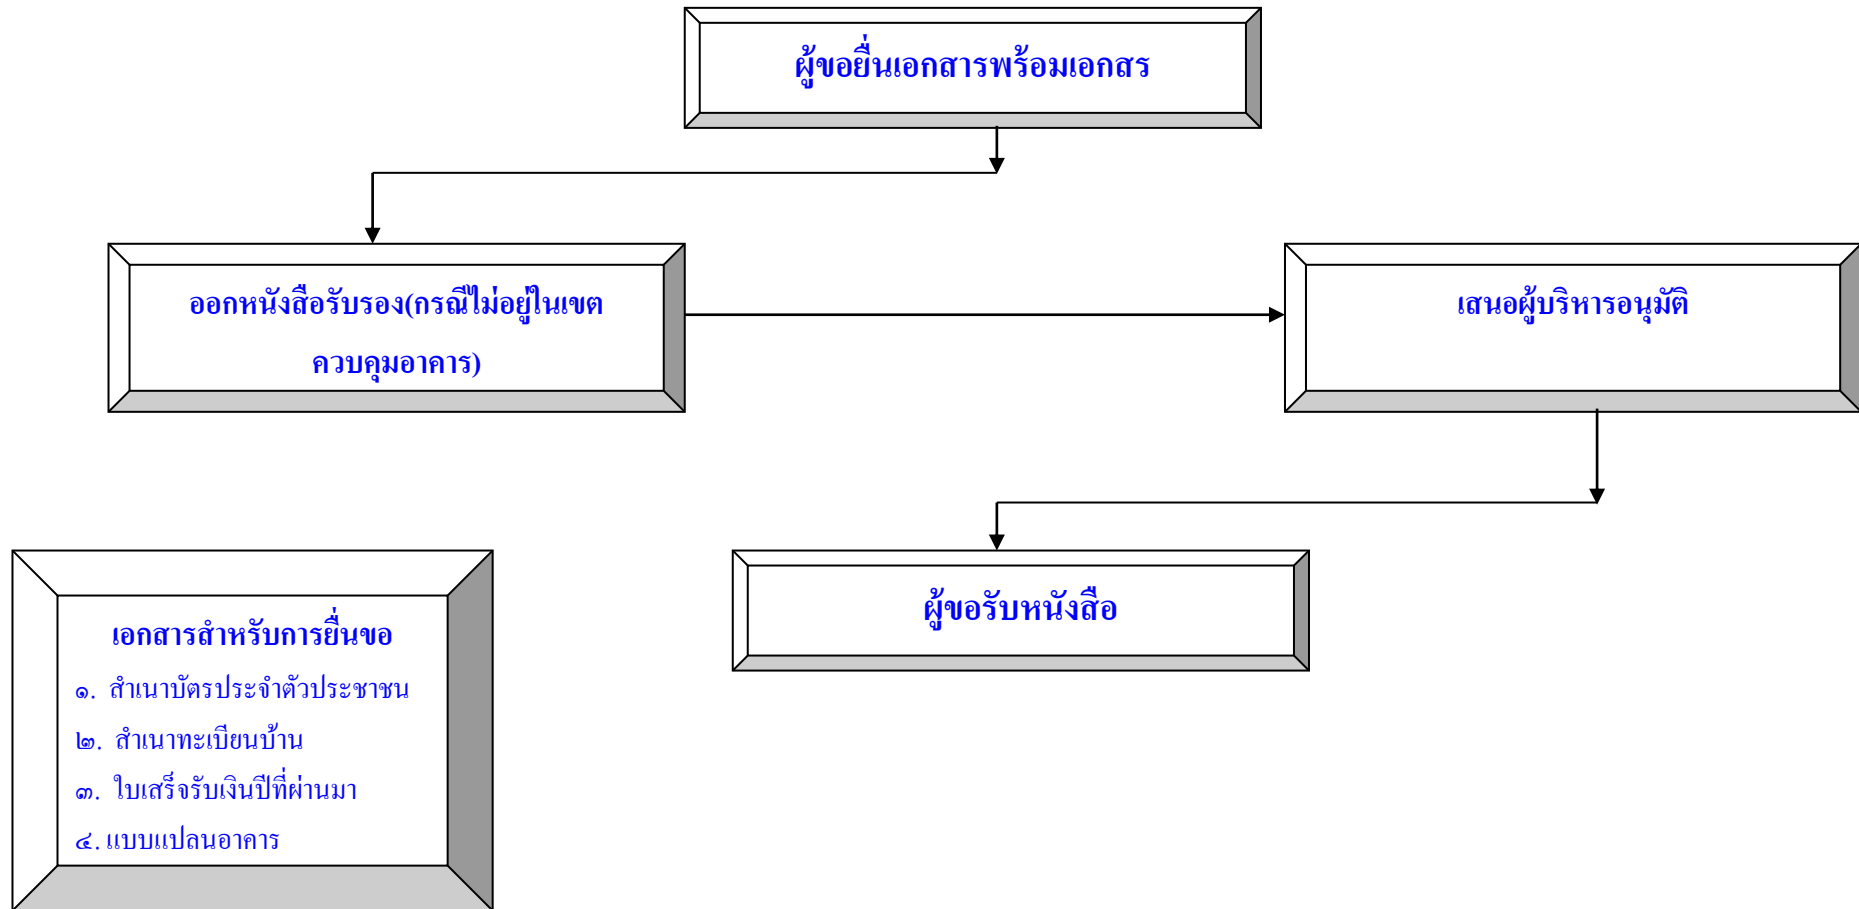 ผู้ขอยื่นเอกสารพร้อมเอกสร
ออกหนังสือรับรอง(กรณีไม่อยู่ในเขต
ควบคุมอาคาร)
เสนอผู้บริหารอนุมัติ
ผู้ขอรับหนังสือ
เอกสารสำหรับการยื่นขอ
๑. สำเนาบัตรประจำตัวประชาชน
๒. สำเนาทะเบียนบ้าน
๓. ใบเสร็จรับเงินปีที่ผ่านมา
๔. แบบแปลนอาคาร